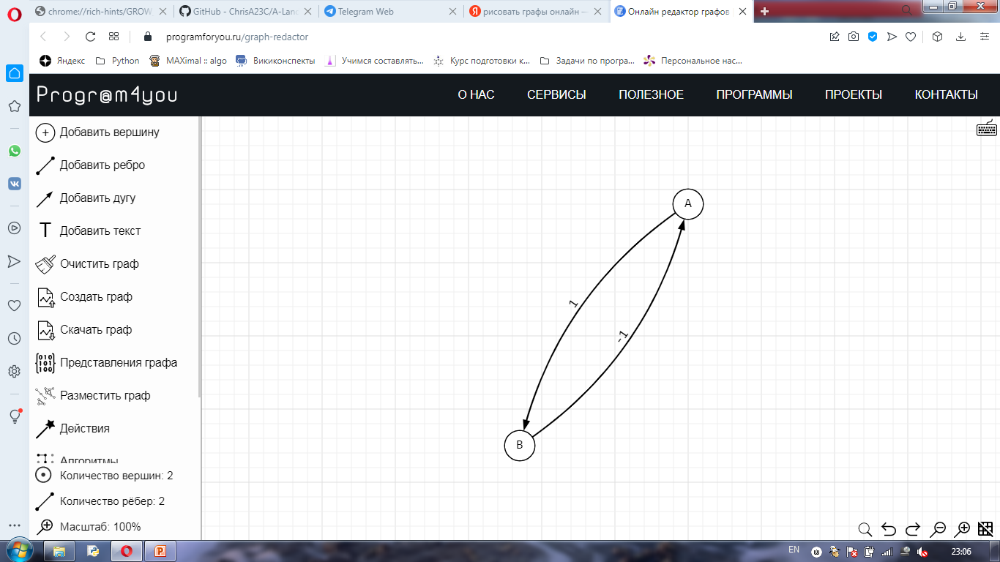 chrome://rich-hints/GROW
GitHub - ChrisA23C/A-Lan
Telegram Web
рисовать графы онлайн —
Онлайн редактор графов
programforyou.ru/graph-redactor
Яндекс
Python
MAXimal :: algo
Викиконспекты
Учимся составлять...
Курс подготовки к...
Задачи по програ...
Персональное нас...
Progr@m4you
О НАС
СЕРВИСЫ
ПОЛЕЗНОЕ
ПРОГРАММЫ
ПРОЕКТЫ
КОНТАКТЫ
Добавить вершину
Добавить ребро
Добавить дугу
T Добавить текст
Очистить граф
Создать граф
Скачать граф
Представления графа
Разместить граф
Действия
Алгоритмы
Количество вершин: 2
Количество рёбер: 2
Масштаб: 100%
A
1
-1
B
EN
23:06